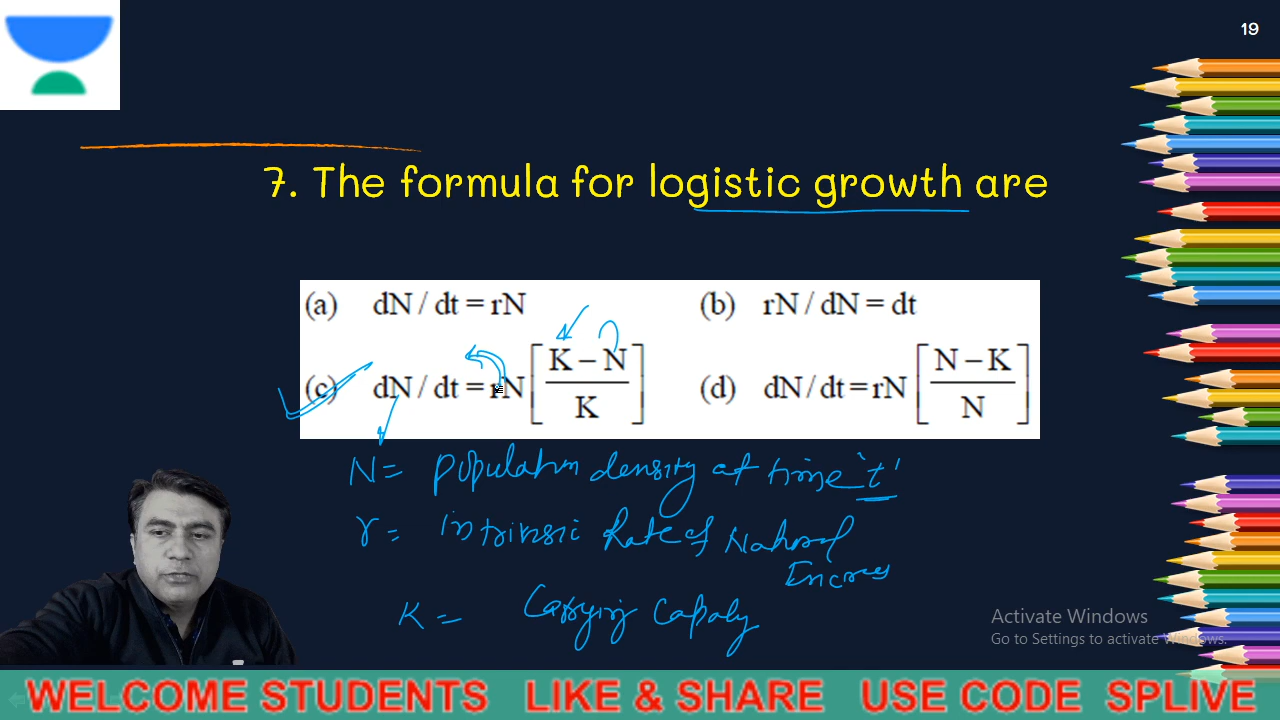 19
7. The formula for logistic growth are
(a) dN / dt = rN (b) rN / dN = dt
(c) dN / dt = rN [ K – N / K ] (d) dN / dt = rN [ N – K / N ]
N = Population density at time 't'
r = intrinsic Rate of Natural
Increas
K = Carrying
Activate Windows
Go to Settings to activate Windows.
WELCOME STUDENTS LIKE & SHARE USE CODE SPLIVE